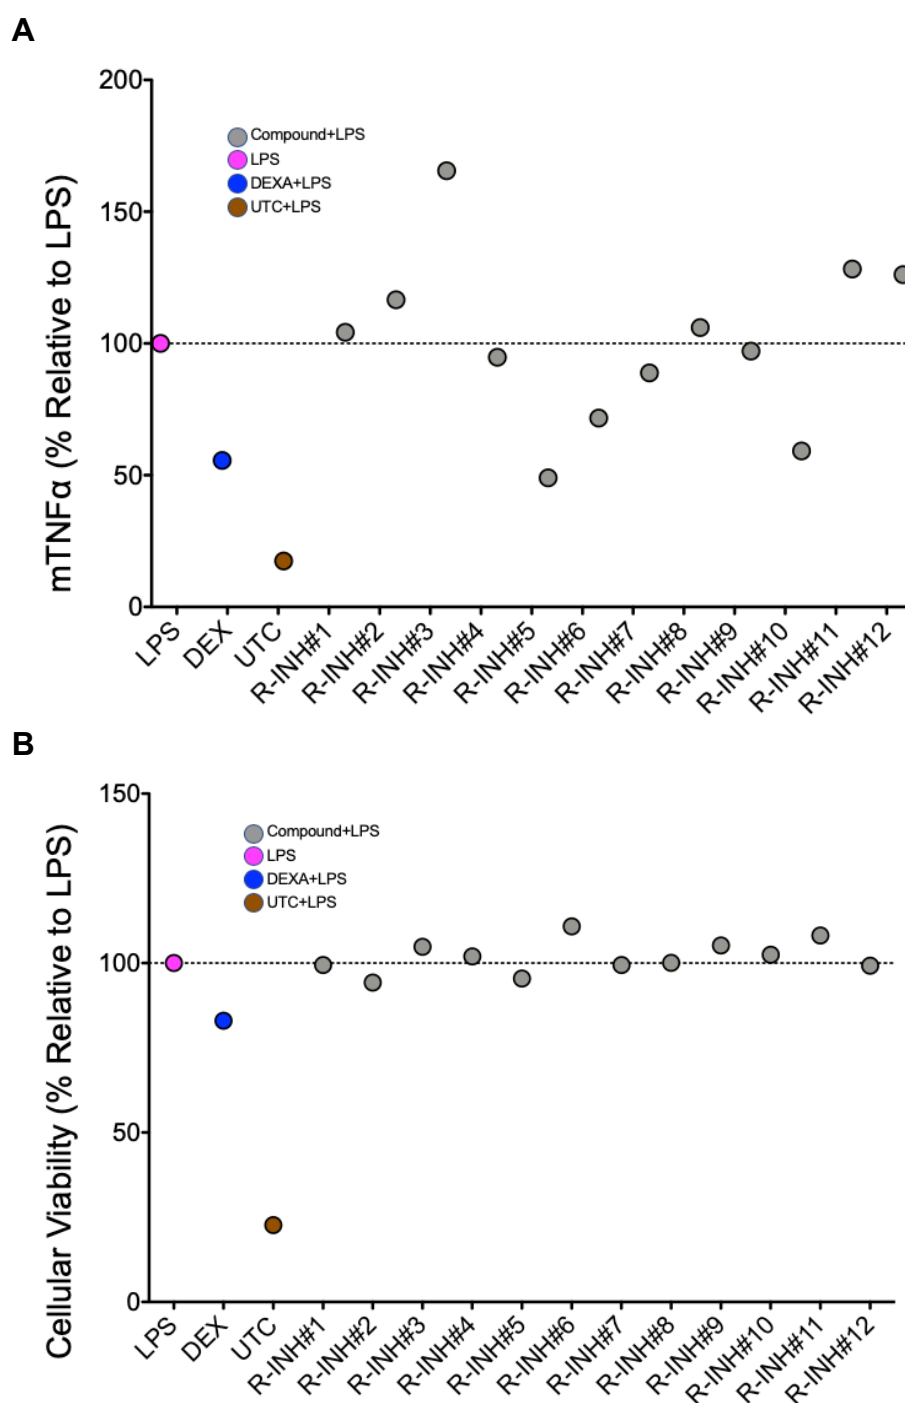 A
200
150
100
50
0
mTNFα (% Relative to LPS)
Compound+LPS
LPS
DEXA+LPS
UTC+LPS
LPS
DEX
UTC
R-INH#1
R-INH#2
R-INH#3
R-INH#4
R-INH#5
R-INH#6
R-INH#7
R-INH#8
R-INH#9
R-INH#10
R-INH#11
R-INH#12
B
150
100
50
0
Cellular Viability (% Relative to LPS)
Compound+LPS
LPS
DEXA+LPS
UTC+LPS
LPS
DEX
UTC
R-INH#1
R-INH#2
R-INH#3
R-INH#4
R-INH#5
R-INH#6
R-INH#7
R-INH#8
R-INH#9
R-INH#10
R-INH#11
R-INH#12